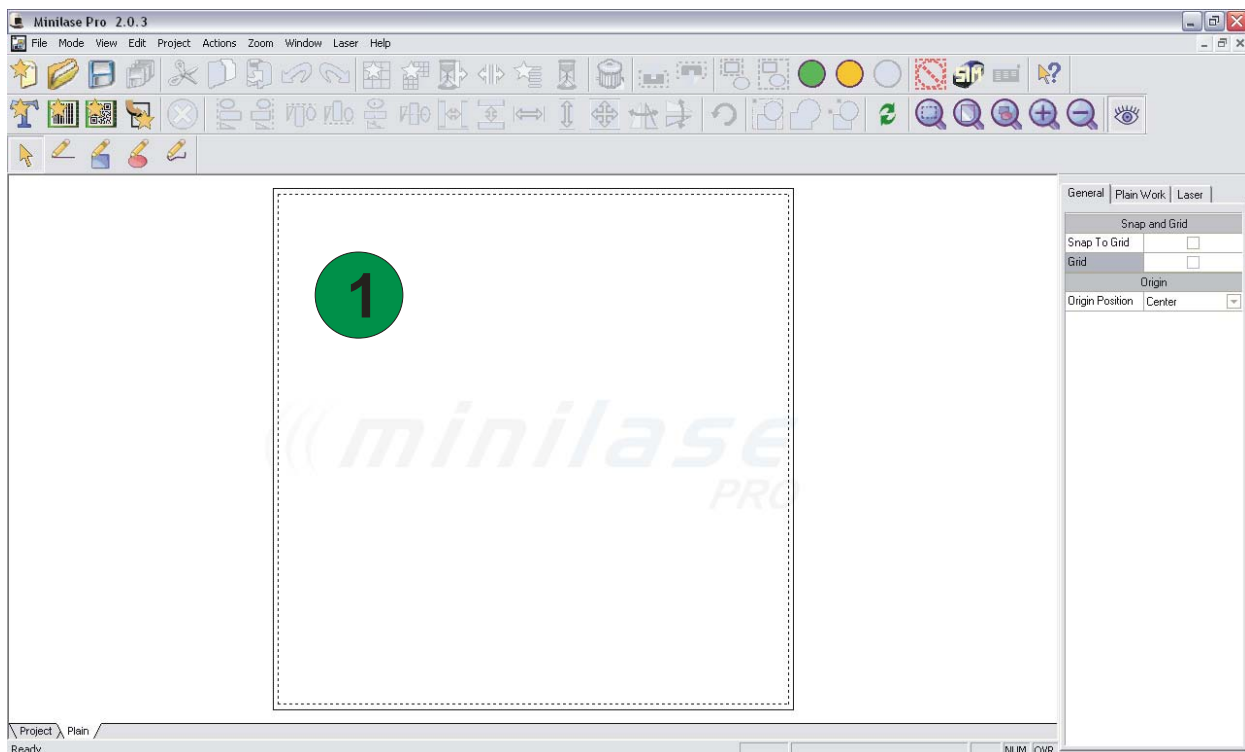 Minilase Pro 2.0.3
File Mode View Edit Project Actions Zoom Window Laser Help
General Plain Work Laser
Snap and Grid
Snap To Grid
Grid
Origin
Origin Position Center
1
minilase
PRO
Project Plain
Ready NUM OVR